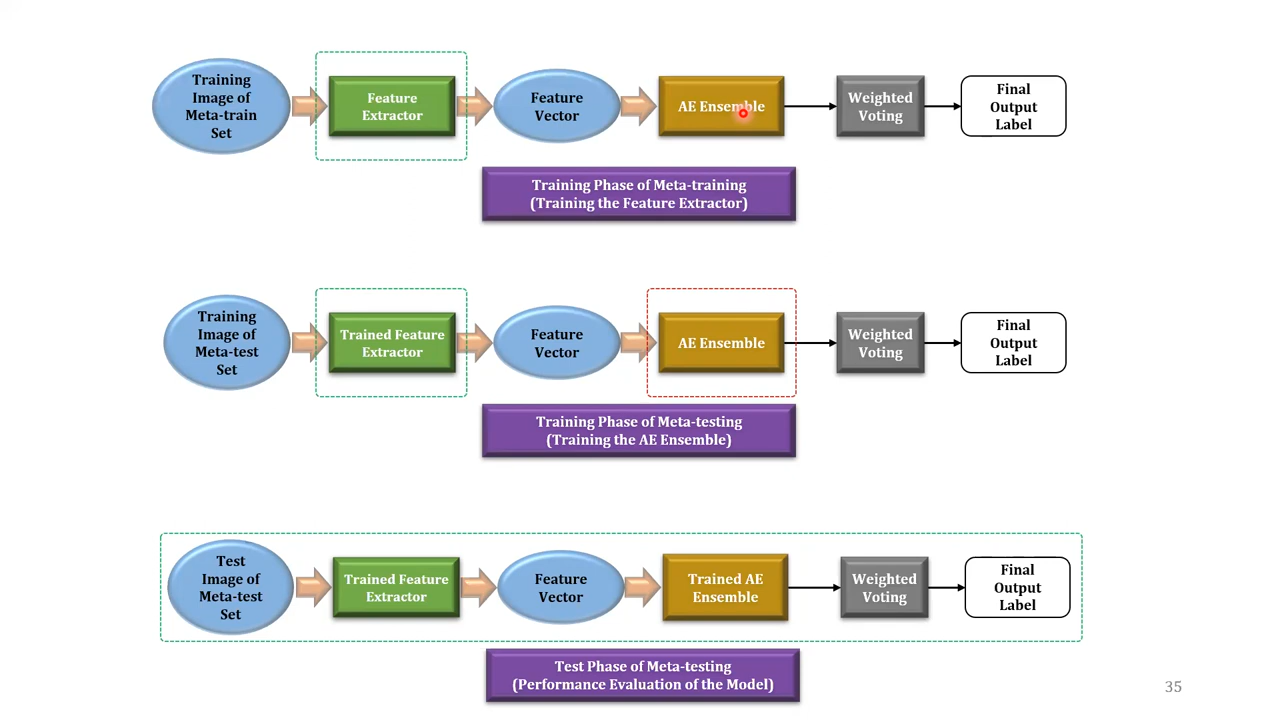 Training
Image of
Meta-train
Set
Feature
Extractor
Feature
Vector
AE Ensemble
Weighted
Voting
Final
Output
Label
Training Phase of Meta-training
(Training the Feature Extractor)
Training
Image of
Meta-test
Set
Trained Feature
Extractor
Feature
Vector
AE Ensemble
Weighted
Voting
Final
Output
Label
Training Phase of Meta-testing
(Training the AE Ensemble)
Test
Image of
Meta-test
Set
Trained Feature
Extractor
Feature
Vector
Trained AE
Ensemble
Weighted
Voting
Final
Output
Label
Test Phase of Meta-testing
(Performance Evaluation of the Model)
35